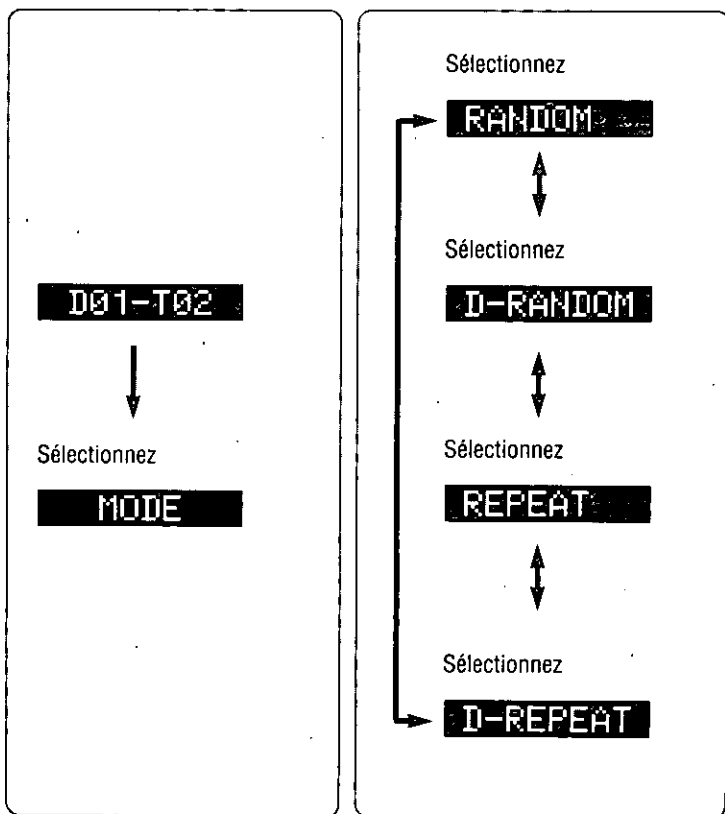 D01-T02
Sélectionnez
MODE
Sélectionnez
RANDOM
Sélectionnez
D-RANDOM
Sélectionnez
REPEAT
Sélectionnez
D-REPEAT